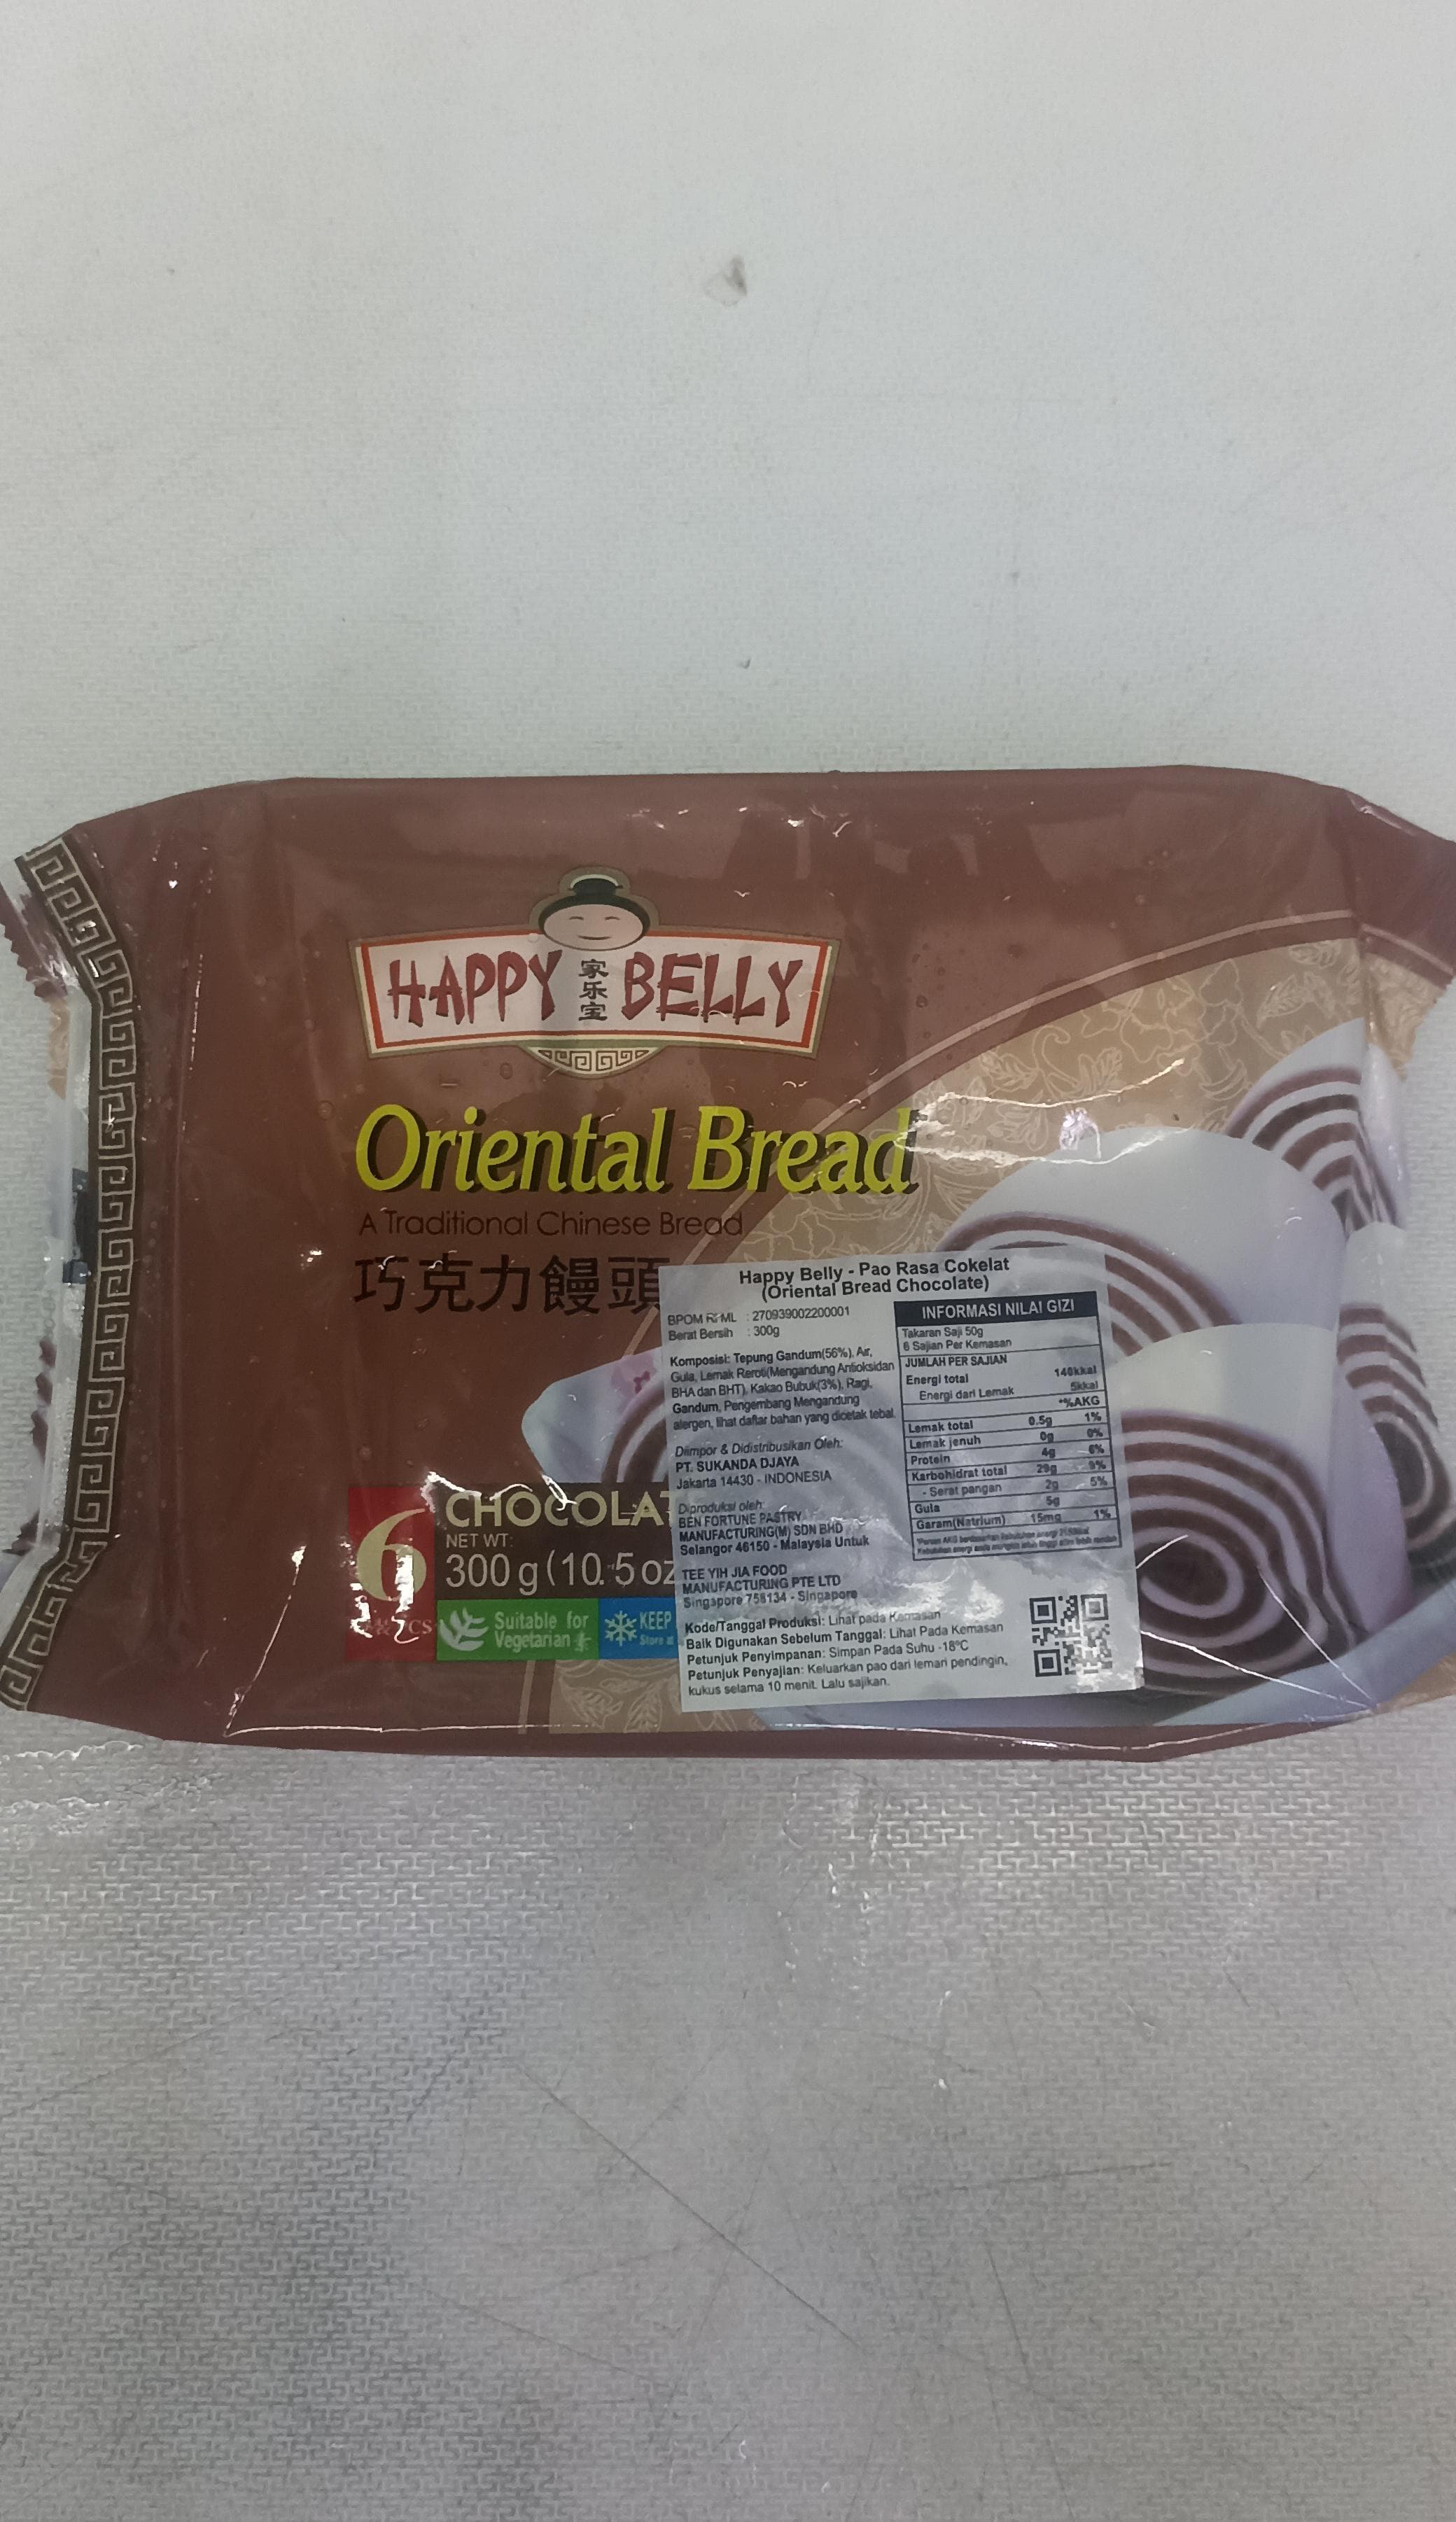 HAPPY 家乐宝 BELLY
Oriental Bread
A Traditional Chinese Bread
巧克力饅頭
6
CHOCOLAT
NET WT:
300 g (10.5 oz
Suitable for
Vegetarian
KEEP
Store at
Happy Belly - Pao Rasa Cokelat
(Oriental Bread Chocolate)
BPOM RI ML : 270939002200001
Berat Bersih : 300g
Komposisi: Tepung Gandum(56%), Air,
Gula, Lemak Reroti(Mengandung Antioksidan
BHA dan BHT), Kakao Bubuk(3%), Ragi,
Gandum, Pengembang Mengandung
alergen, lihat daftar bahan yang dicetak tebal.
Diimpor & Didistribusikan Oleh:
PT. SUKANDA DJAYA
Jakarta 14430 - INDONESIA
Diproduksi oleh:
BEN FORTUNE PASTRY
MANUFACTURING(M) SDN BHD
Selangor 46150 - Malaysia Untuk
TEE YIH JIA FOOD
MANUFACTURING PTE LTD
Singapore 758134 - Singapore
Kode/Tanggal Produksi: Lihat pada Kemasan
Baik Digunakan Sebelum Tanggal: Lihat Pada Kemasan
Petunjuk Penyimpanan: Simpan Pada Suhu -18°C
Petunjuk Penyajian: Keluarkan pao dari lemari pendingin,
kukus selama 10 menit. Lalu sajikan.
INFORMASI NILAI GIZI
Takaran Saji 50g
6 Sajian Per Kemasan
JUMLAH PER SAJIAN
Energi total 140kkal
Energi dari Lemak 5kkal
*%AKG
Lemak total 0.5g 1%
Lemak jenuh 0g 0%
Protein 4g 6%
Karbohidrat total 29g 9%
- Serat pangan 2g 5%
Gula 5g
Garam(Natrium) 15mg 1%